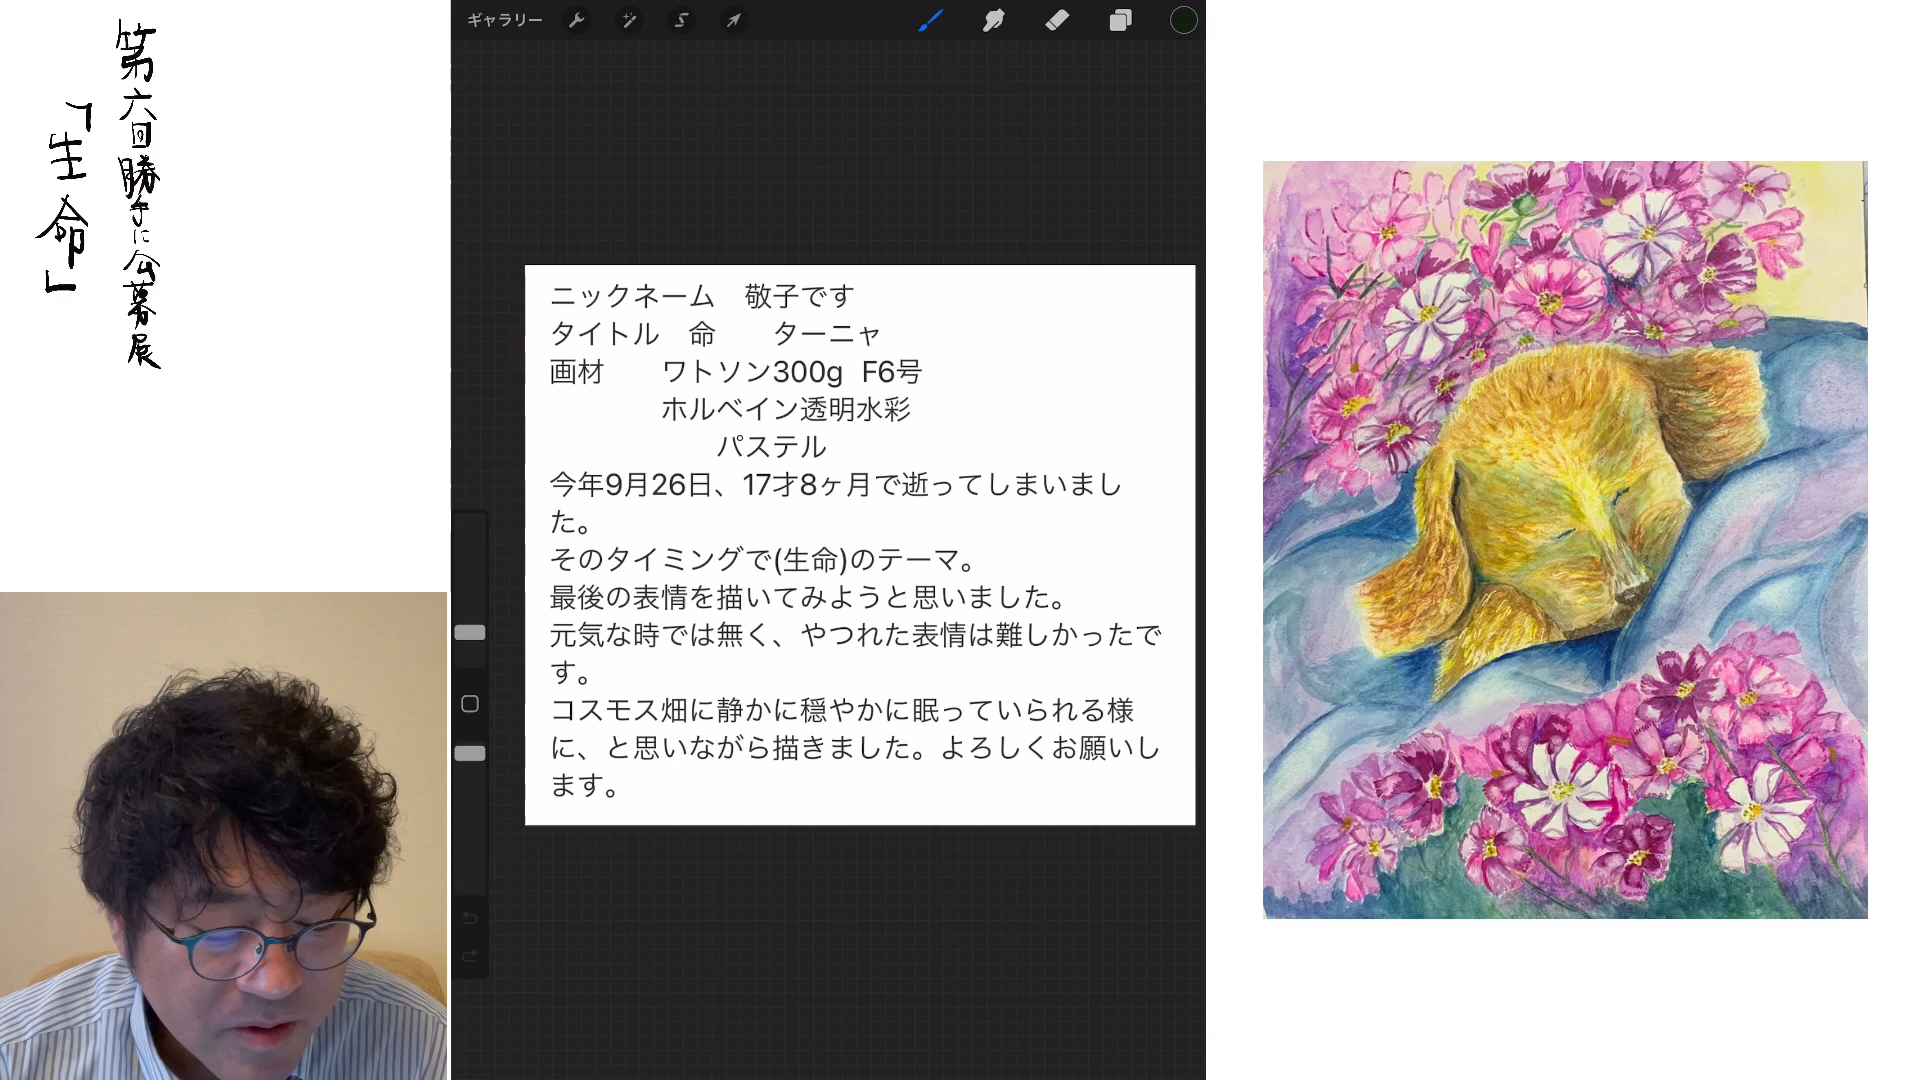 第六回勝手に公募展
「生命」
ギャラリー
ニックネーム　敬子です
タイトル　命　　ターニャ
画材　　ワトソン300g  F6号
ホルベイン透明水彩
パステル
今年9月26日、17才8ヶ月で逝ってしまいまし
た。
そのタイミングで(生命)のテーマ。
最後の表情を描いてみようと思いました。
元気な時では無く、やつれた表情は難しかったで
す。
コスモス畑に静かに穏やかに眠っていられる様
に、と思いながら描きました。よろしくお願いし
ます。